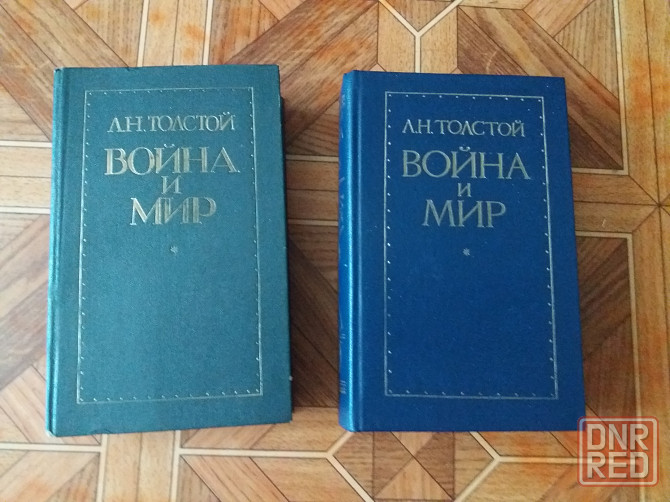 Л.Н.ТОЛСТОЙ
ВОЙНА
И
МИР
*
Л.Н.ТОЛСТОЙ
ВОЙНА
И
МИР
*
DNR
RED